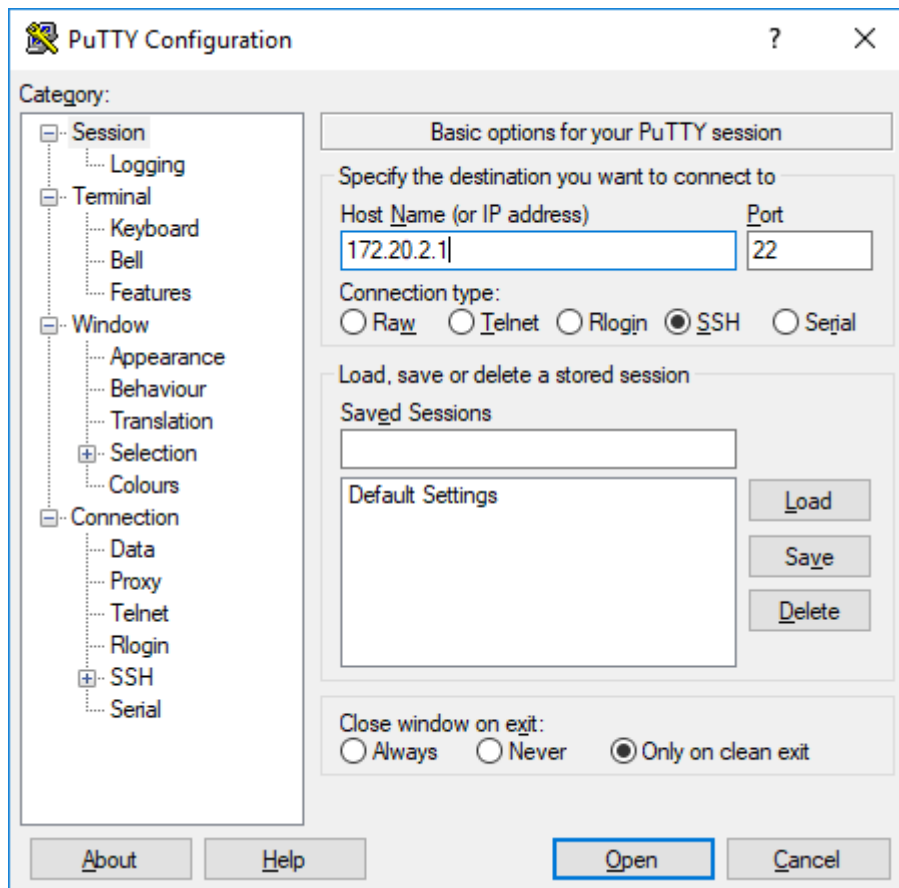 PuTTY Configuration
?
Category:
Session
Logging
Terminal
Keyboard
Bell
Features
Window
Appearance
Behaviour
Translation
Selection
Colours
Connection
Data
Proxy
Telnet
Rlogin
SSH
Serial
Basic options for your PuTTY session
Specify the destination you want to connect to
Host Name (or IP address) Port
172.20.2.1 22
Connection type:
Raw Telnet Rlogin SSH Serial
Load, save or delete a stored session
Saved Sessions
Default Settings
Load
Save
Delete
Close window on exit:
Always Never Only on clean exit
About Help Open Cancel